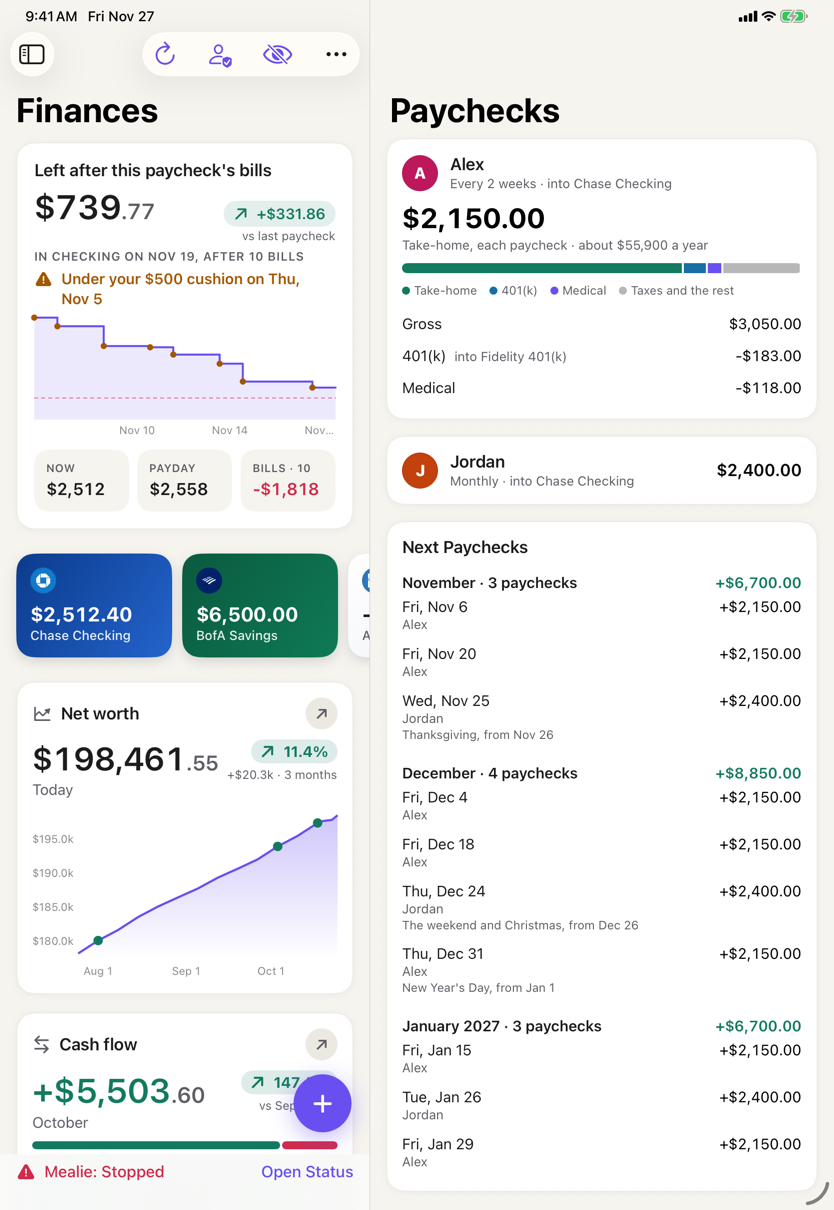 9:41 AM Fri Nov 27
Finances
Left after this paycheck's bills
$739.77
+$331.86
vs last paycheck
IN CHECKING ON NOV 19, AFTER 10 BILLS
Under your $500 cushion on Thu,
Nov 5
Nov 10 Nov 14 Nov...
NOW
$2,512
PAYDAY
$2,558
BILLS · 10
-$1,818
$2,512.40
Chase Checking
$6,500.00
BofA Savings
Net worth
$198,461.55
11.4%
+$20.3k · 3 months
Today
$195.0k
$190.0k
$185.0k
$180.0k
Aug 1 Sep 1 Oct 1
Cash flow
+$5,503.60
147
vs Sep
October
Mealie: Stopped
Open Status
Paychecks
A
Alex
Every 2 weeks · into Chase Checking
$2,150.00
Take-home, each paycheck · about $55,900 a year
Take-home 401(k) Medical Taxes and the rest
Gross $3,050.00
401(k) into Fidelity 401(k) -$183.00
Medical -$118.00
J
Jordan
Monthly · into Chase Checking
$2,400.00
Next Paychecks
November · 3 paychecks +$6,700.00
Fri, Nov 6 +$2,150.00
Alex
Fri, Nov 20 +$2,150.00
Alex
Wed, Nov 25 +$2,400.00
Jordan
Thanksgiving, from Nov 26
December · 4 paychecks +$8,850.00
Fri, Dec 4 +$2,150.00
Alex
Fri, Dec 18 +$2,150.00
Alex
Thu, Dec 24 +$2,400.00
Jordan
The weekend and Christmas, from Dec 26
Thu, Dec 31 +$2,150.00
Alex
New Year's Day, from Jan 1
January 2027 · 3 paychecks +$6,700.00
Fri, Jan 15 +$2,150.00
Alex
Tue, Jan 26 +$2,400.00
Jordan
Fri, Jan 29 +$2,150.00
Alex